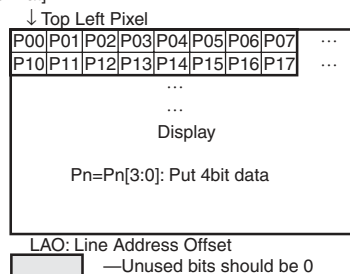 ↓ Top Left Pixel
P00 P01 P02 P03 P04 P05 P06 P07 …
P10 P11 P12 P13 P14 P15 P16 P17 …
…
…
Display
Pn=Pn[3:0]: Put 4bit data
LAO: Line Address Offset
—Unused bits should be 0